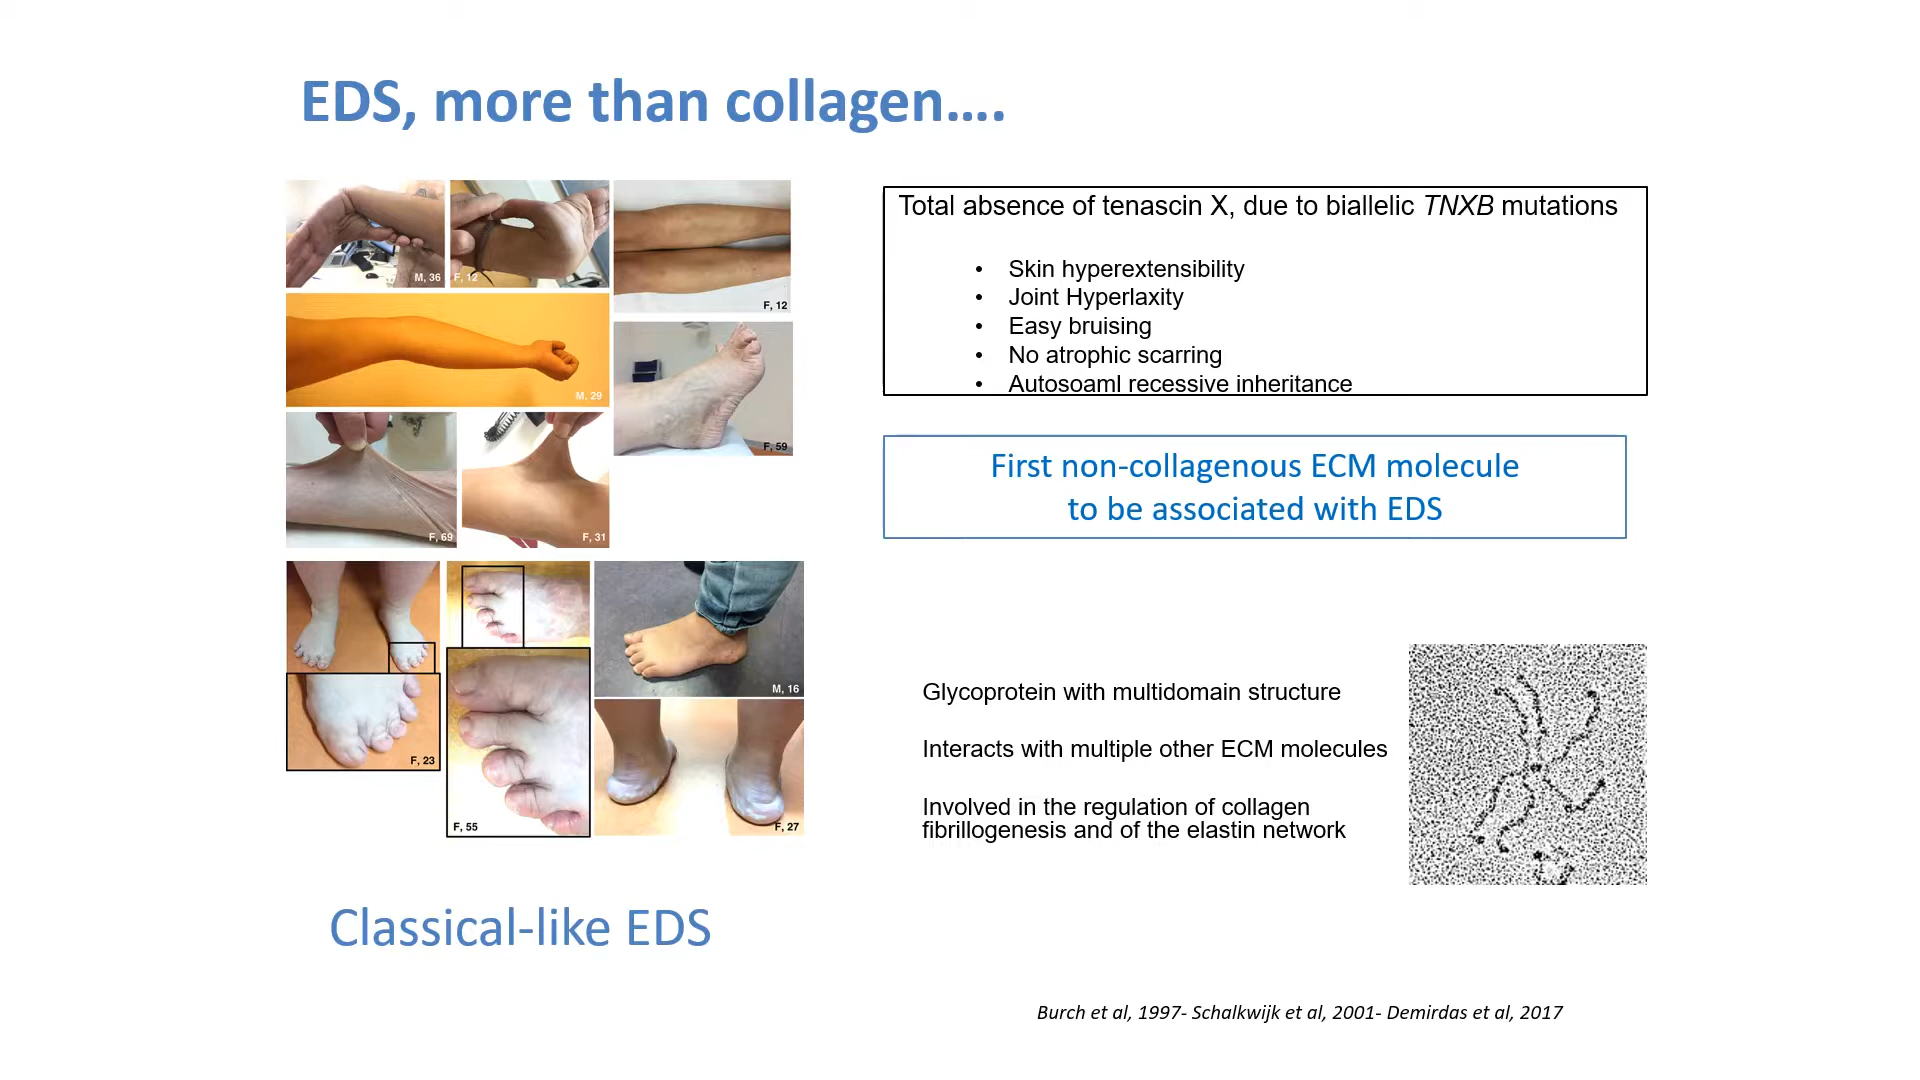 EDS, more than collagen....
M, 36
F, 12
F, 12
M, 29
F, 59
F, 69
F, 31
F, 23
F, 55
M, 16
F, 27
Classical-like EDS
Total absence of tenascin X, due to biallelic TNXB mutations
• Skin hyperextensibility
• Joint Hyperlaxity
• Easy bruising
• No atrophic scarring
• Autosoaml recessive inheritance
First non-collagenous ECM molecule
to be associated with EDS
Glycoprotein with multidomain structure
Interacts with multiple other ECM molecules
Involved in the regulation of collagen
fibrillogenesis and of the elastin network
Burch et al, 1997- Schalkwijk et al, 2001- Demirdas et al, 2017